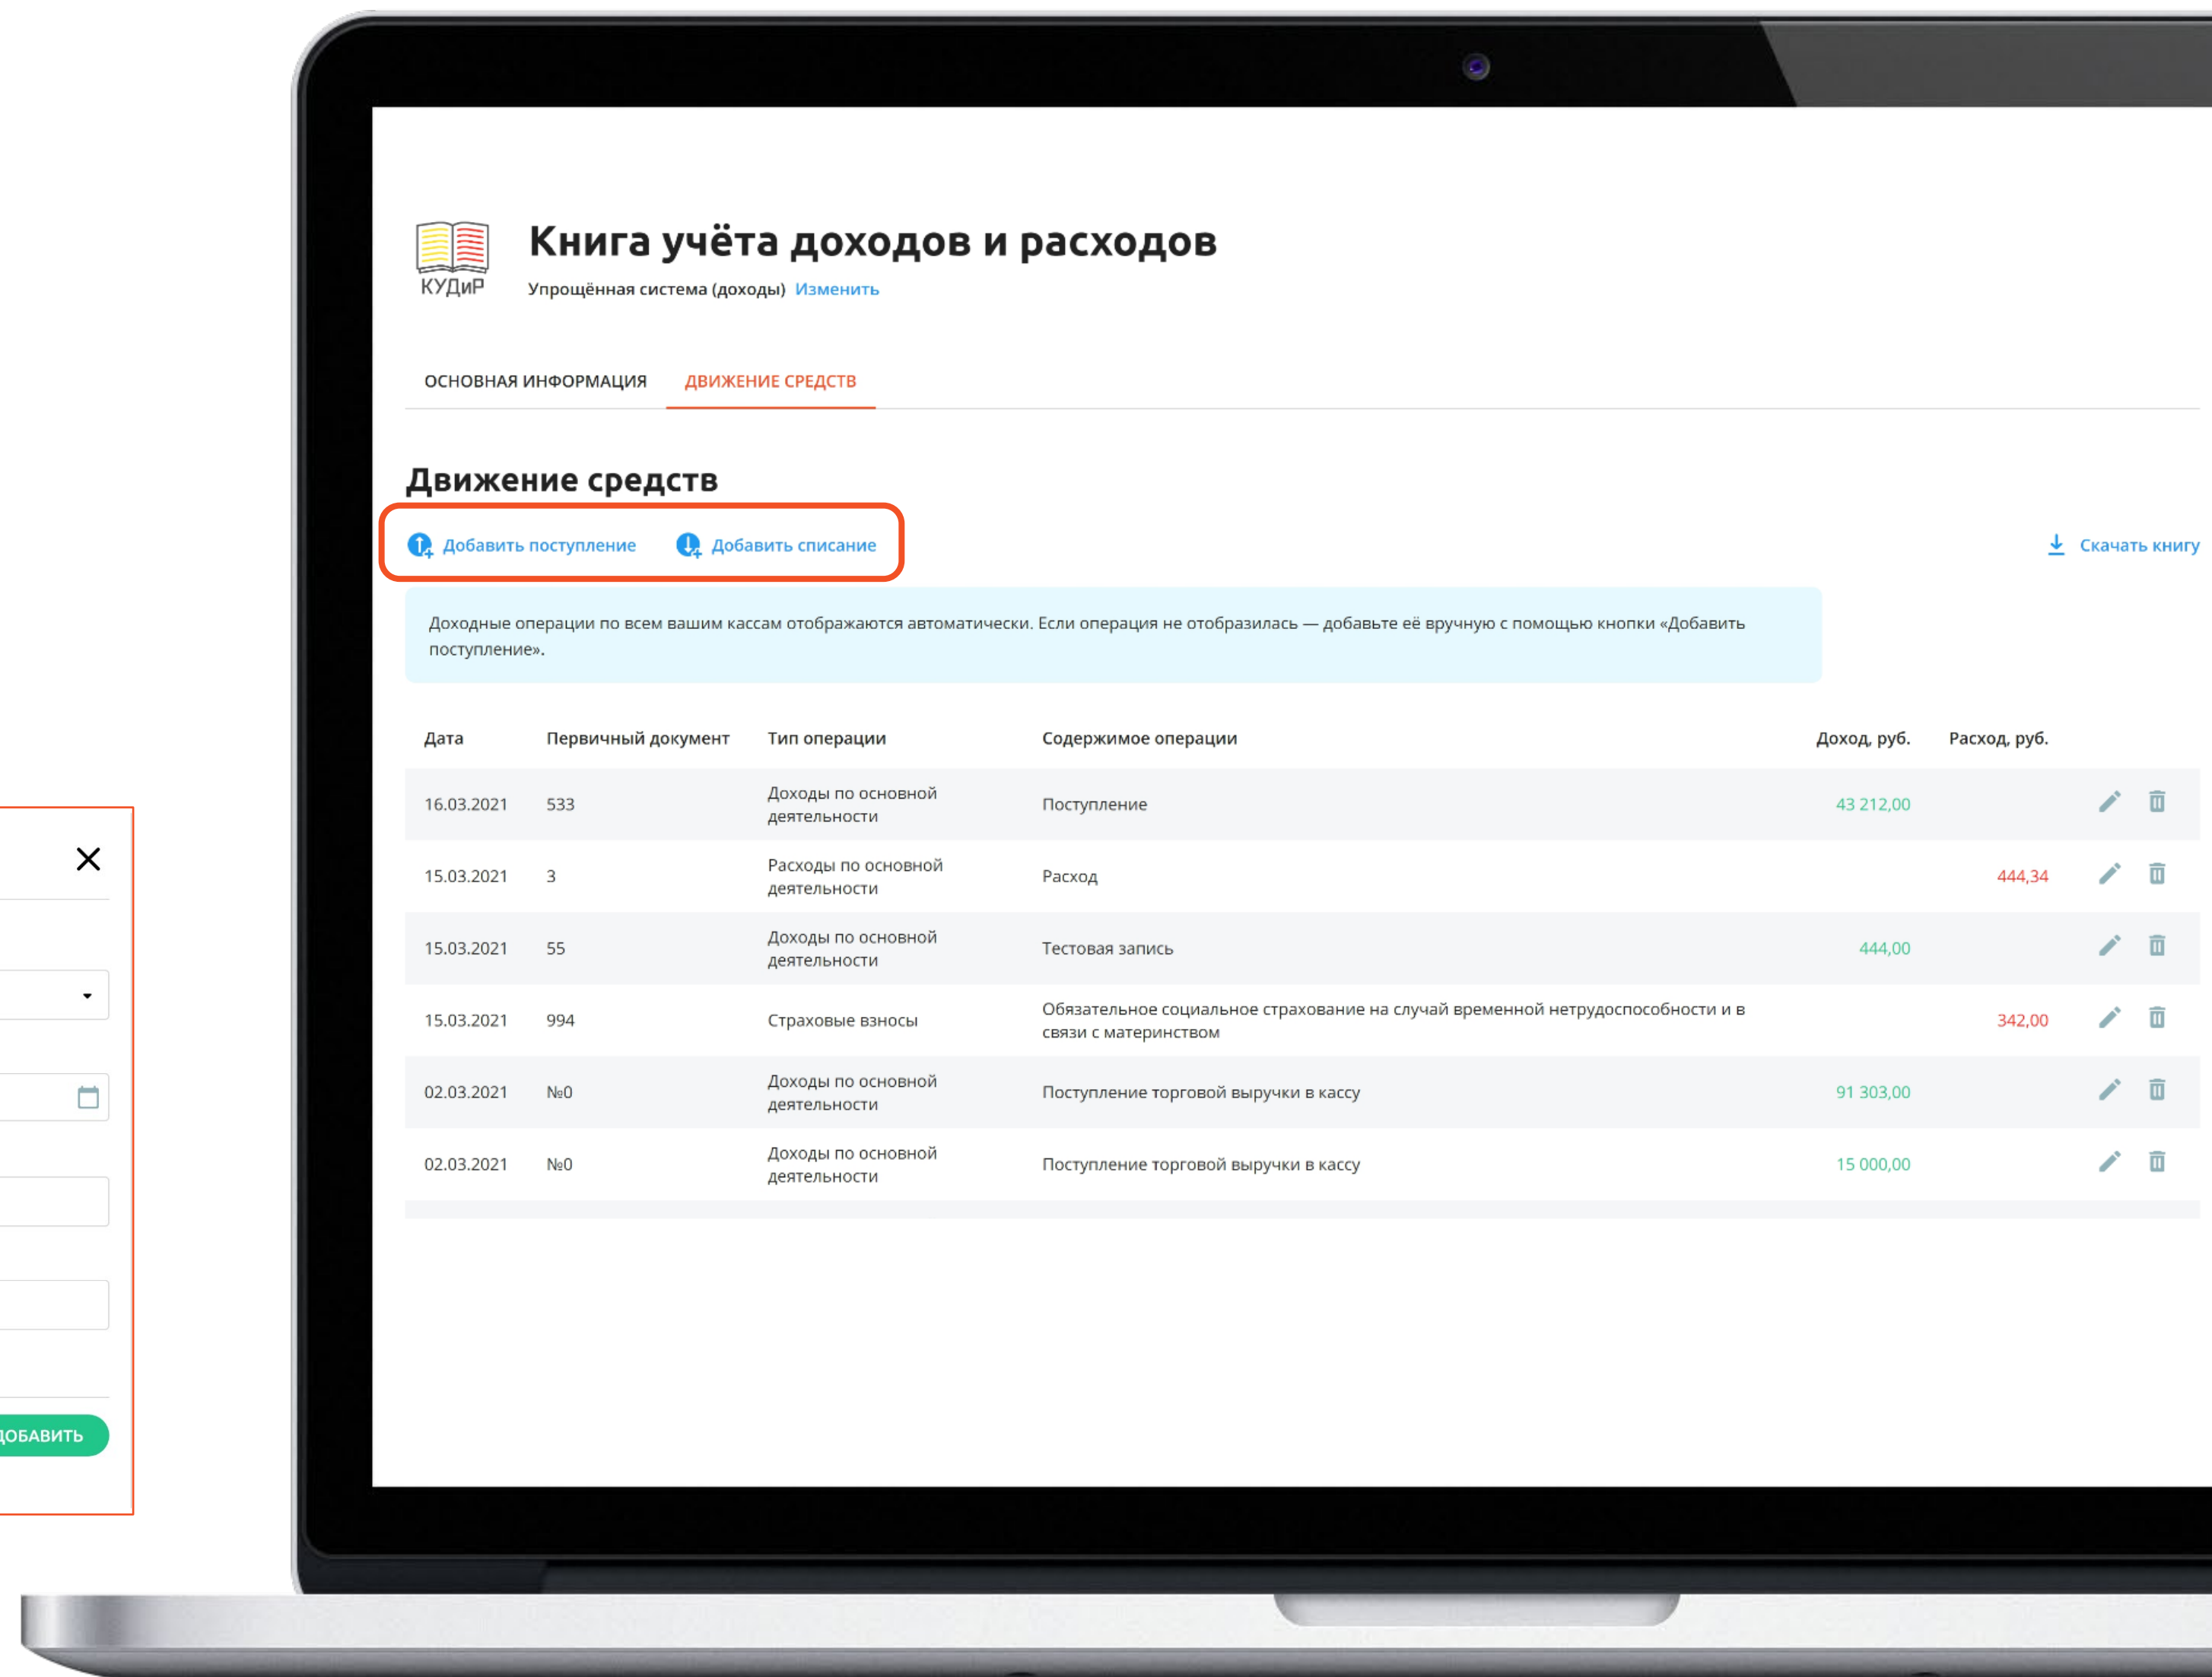 КУДиР
Книга учёта доходов и расходов
Упрощённая система (доходы) Изменить
ОСНОВНАЯ ИНФОРМАЦИЯ ДВИЖЕНИЕ СРЕДСТВ
Движение средств
Добавить поступление Добавить списание Скачать книгу
Доходные операции по всем вашим кассам отображаются автоматически. Если операция не отобразилась — добавьте её вручную с помощью кнопки «Добавить
поступление».
Дата Первичный документ Тип операции Содержимое операции Доход, руб. Расход, руб.
16.03.2021 533 Доходы по основной
деятельности Поступление 43 212,00
15.03.2021 3 Расходы по основной
деятельности Расход 444,34
15.03.2021 55 Доходы по основной
деятельности Тестовая запись 444,00
15.03.2021 994 Страховые взносы Обязательное социальное страхование на случай временной нетрудоспособности и в
связи с материнством 342,00
02.03.2021 №0 Доходы по основной
деятельности Поступление торговой выручки в кассу 91 303,00
02.03.2021 №0 Доходы по основной
деятельности Поступление торговой выручки в кассу 15 000,00
ДОБАВИТЬ